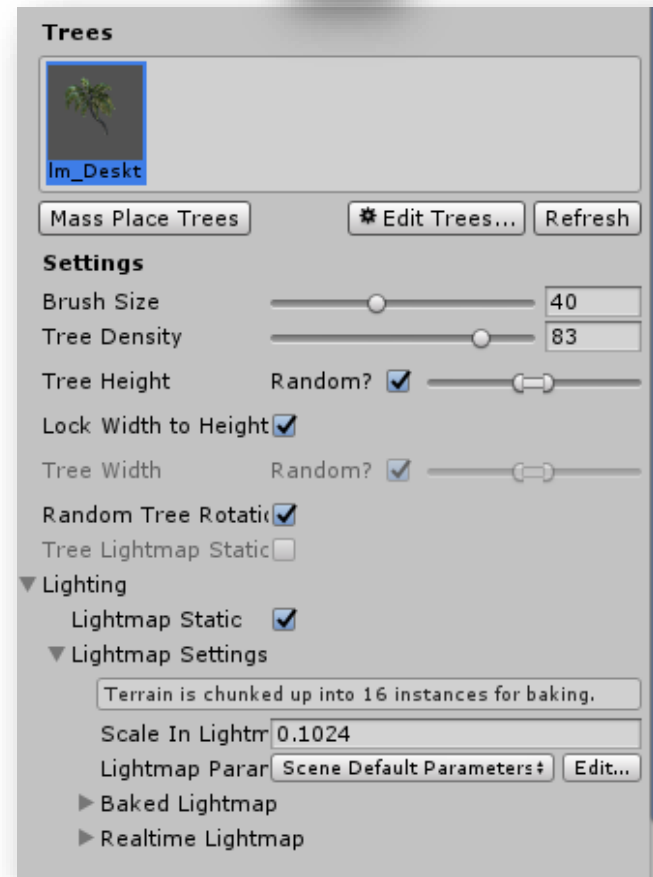 Trees
lm_Deskt
Mass Place Trees Edit Trees... Refresh
Settings
Brush Size 40
Tree Density 83
Tree Height Random?
Lock Width to Height
Tree Width Random?
Random Tree Rotatic
Tree Lightmap Static
Lighting
Lightmap Static
Lightmap Settings
Terrain is chunked up into 16 instances for baking.
Scale In Lightm 0.1024
Lightmap Parar Scene Default Parameters Edit...
Baked Lightmap
Realtime Lightmap